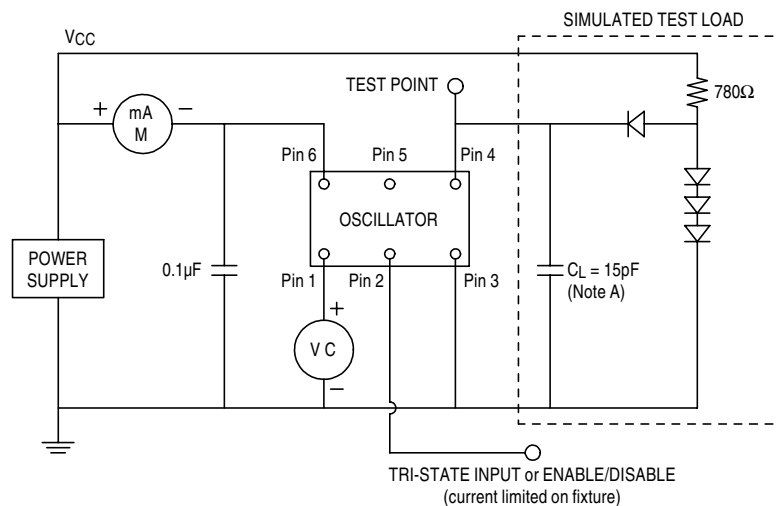 SIMULATED TEST LOAD
VCC
TEST POINT
780Ω
+
mA
M
−
Pin 6
Pin 5
Pin 4
OSCILLATOR
POWER
SUPPLY
0.1µF
CL = 15pF
(Note A)
Pin 1
Pin 2
Pin 3
+
V C
−
TRI-STATE INPUT or ENABLE/DISABLE
(current limited on fixture)